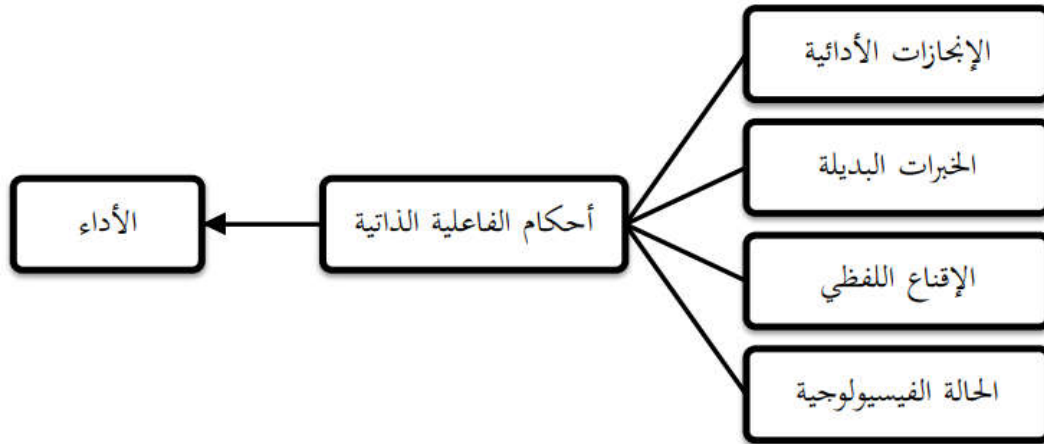 الإنجازات الأدائية
الخبرات البديلة
الإقناع اللفظي
الحالة الفيسيولوجية
أحكام الفاعلية الذاتية
الأداء